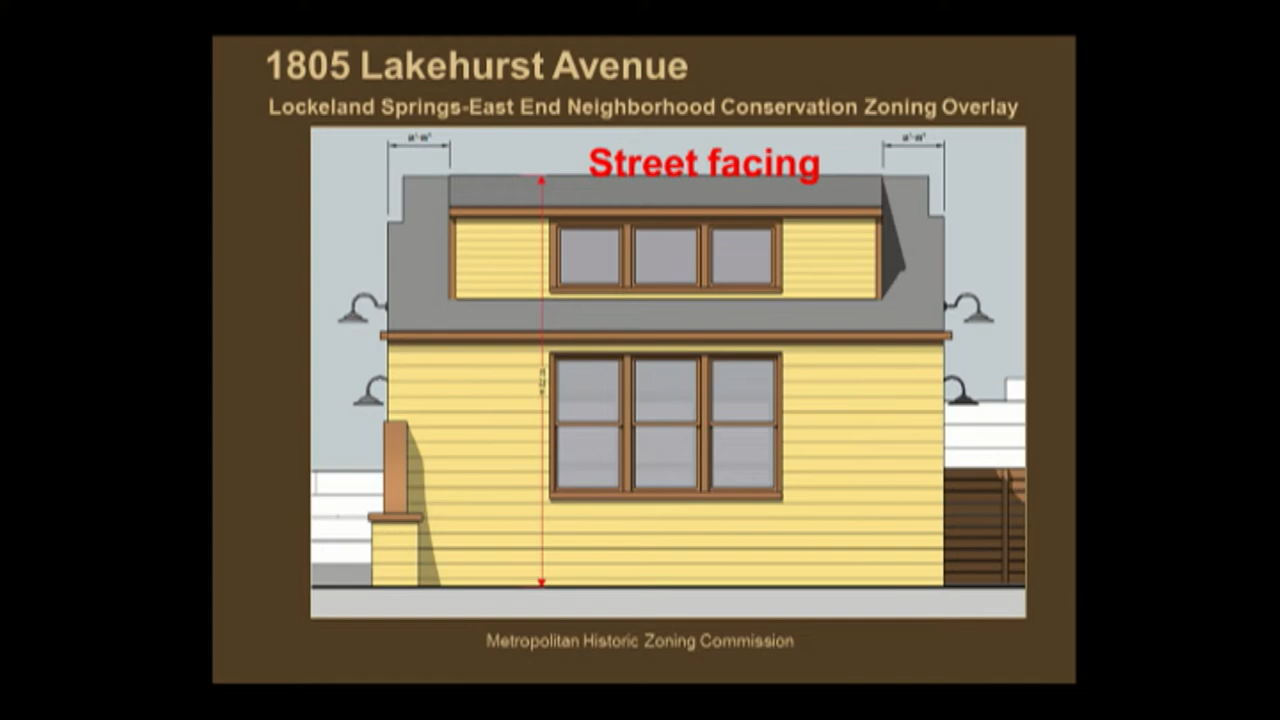 1805 Lakehurst Avenue
Lockeland Springs-East End Neighborhood Conservation Zoning Overlay
Street facing
Metropolitan Historic Zoning Commission